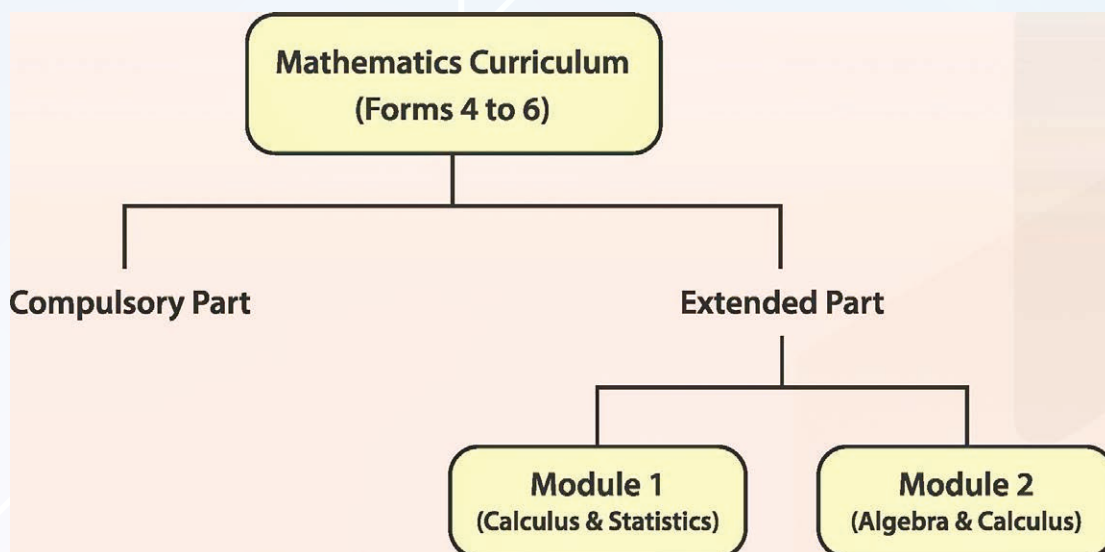 Mathematics Curriculum
(Forms 4 to 6)
Compulsory Part
Extended Part
Module 1
(Calculus & Statistics)
Module 2
(Algebra & Calculus)